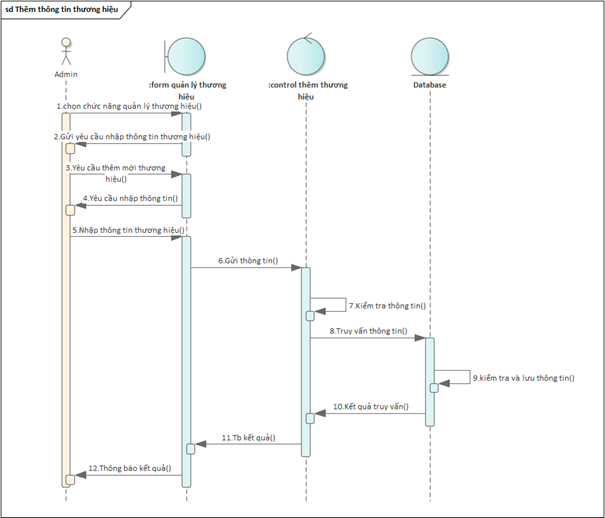 sd Thêm thông tin thương hiệu
Admin
:form quản lý thương
hiêu
:control thêm thương
hiệu
Database
1.chọn chức năng quản lý thương hiệu()
2.Gửi yêu cầu nhập thông tin thương hiệu()
3.Yêu cầu thêm mới thương
hiệu()
4.Yêu cầu nhập thông tin()
5.Nhập thông tin thương hiệu()
6.Gửi thông tin()
7.Kiểm tra thông tin()
8.Truy vấn thông tin()
9.kiểm tra và lưu thông tin()
10.Kết quả truy vấn()
11.Tb kết quả()
12.Thông báo kết quả()